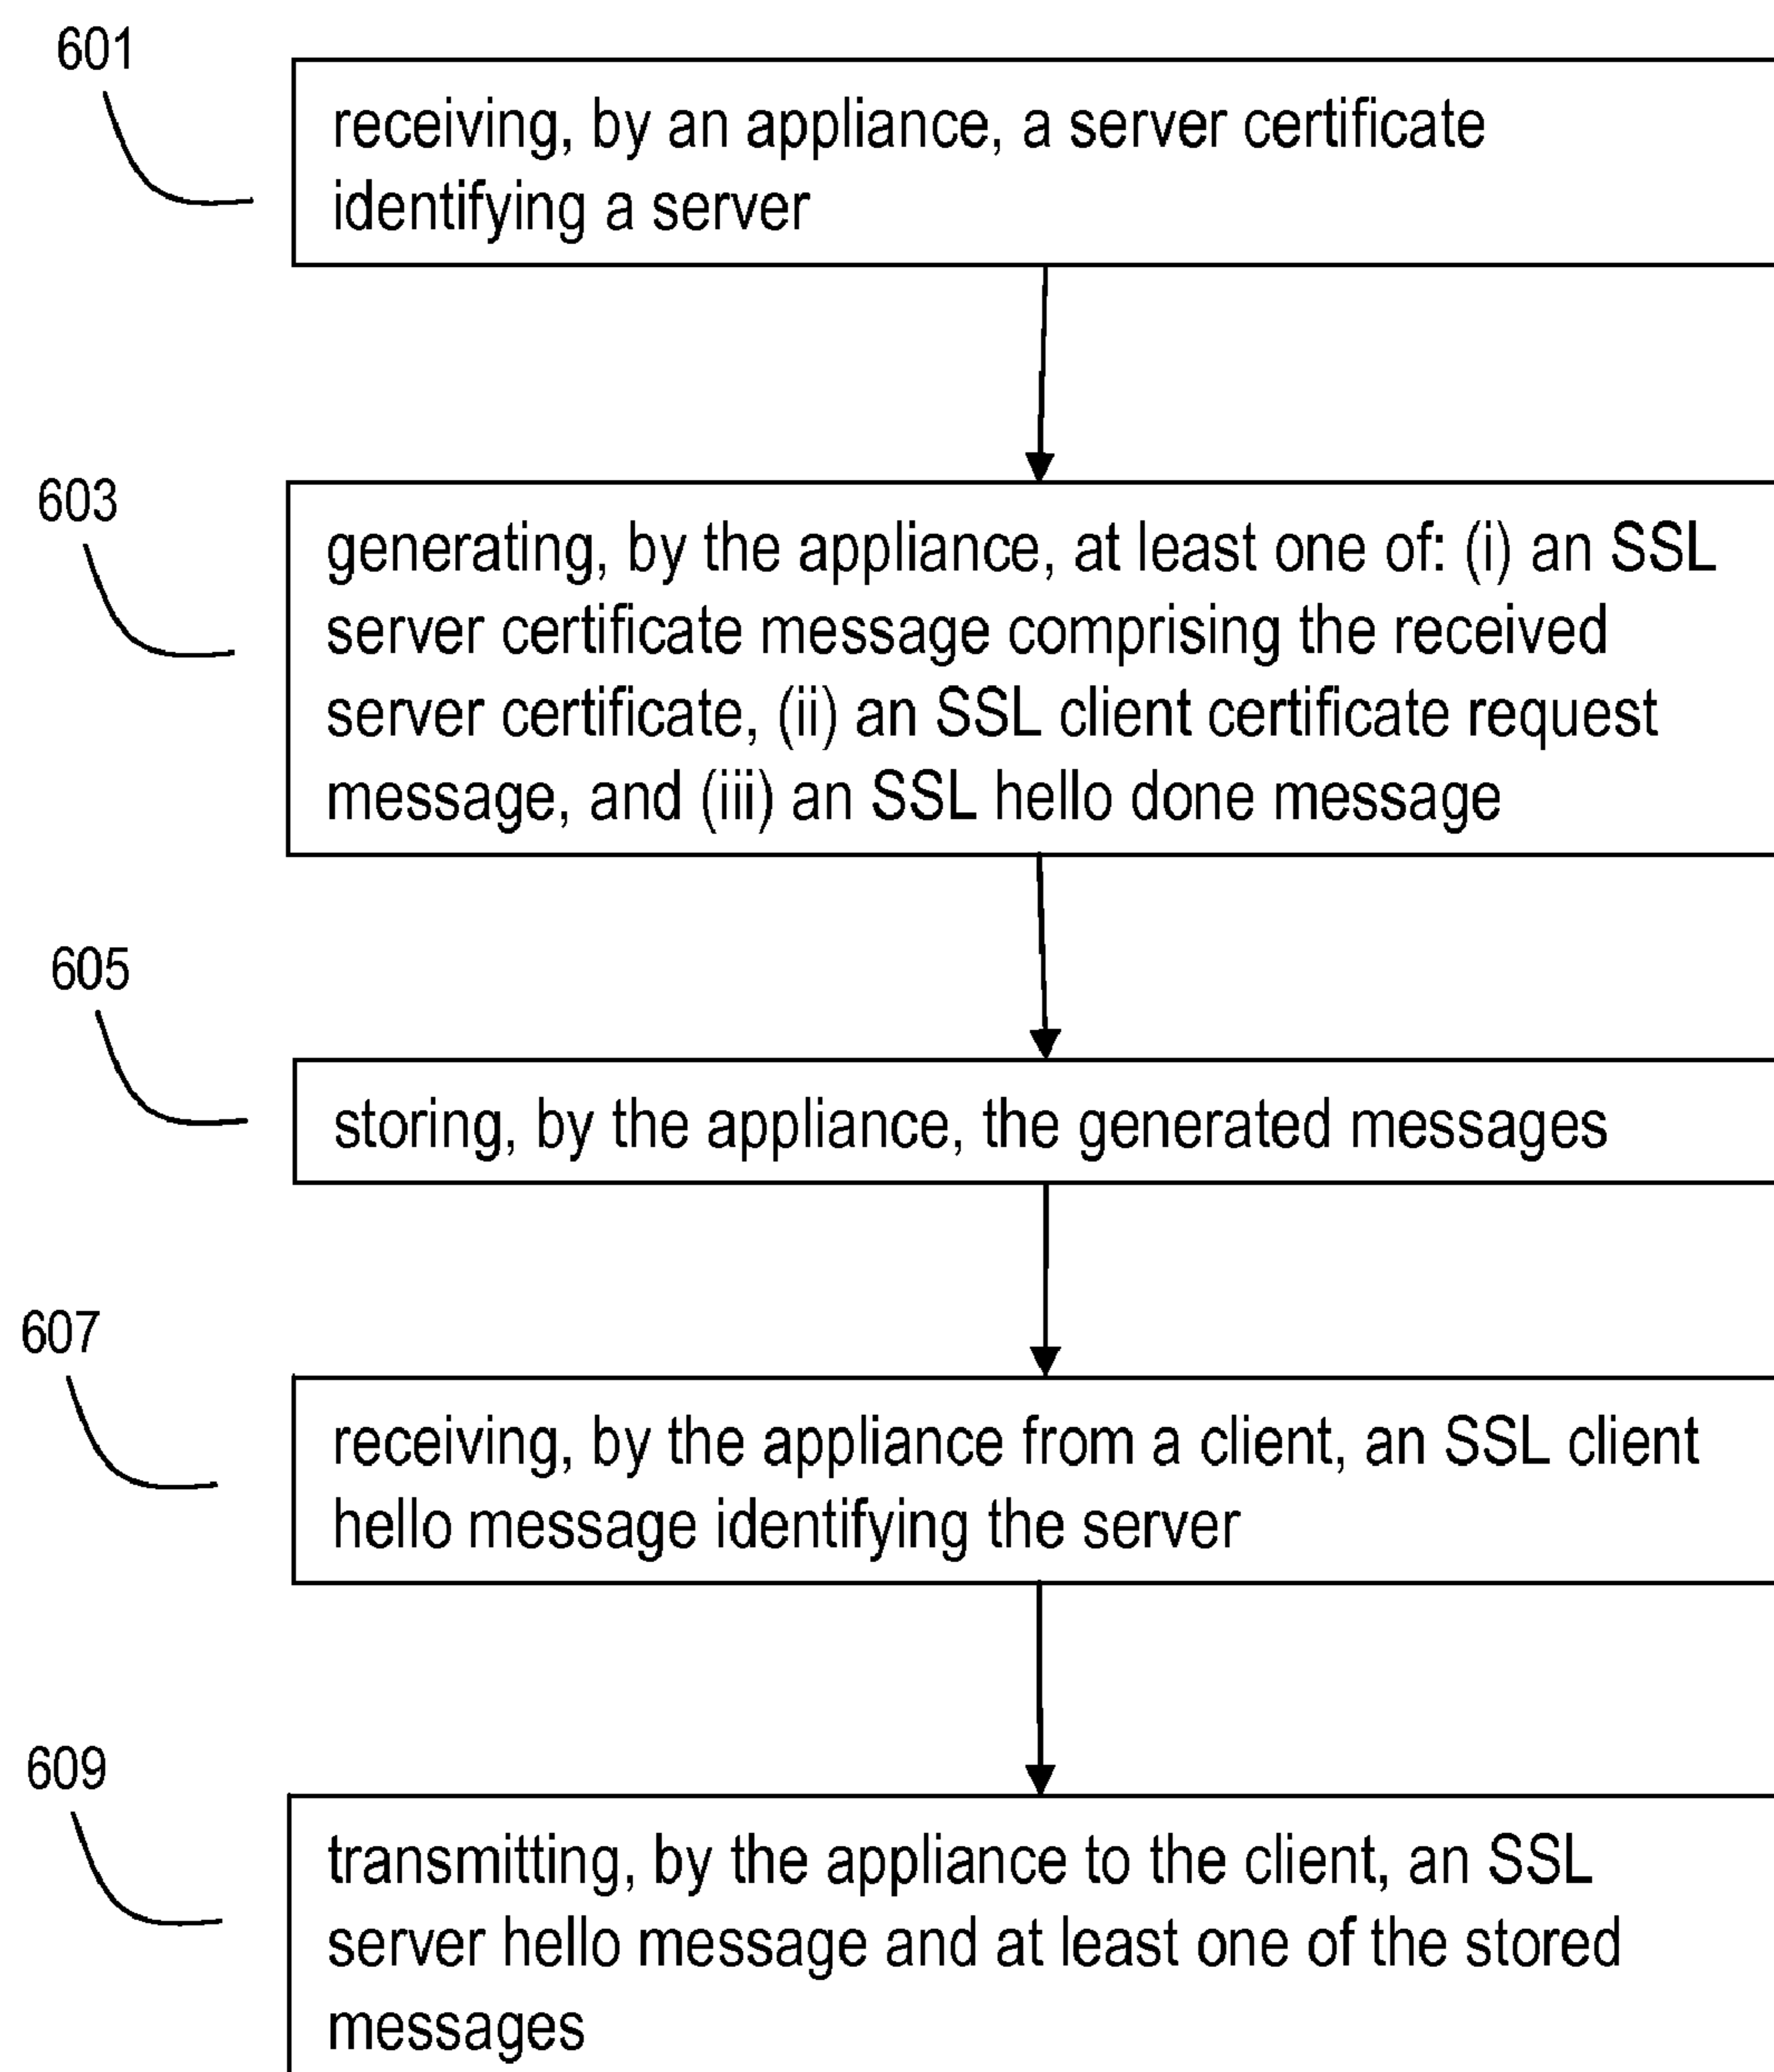 601
receiving, by an appliance, a server certificate
identifying a server
603
generating, by the appliance, at least one of: (i) an SSL
server certificate message comprising the received
server certificate, (ii) an SSL client certificate request
message, and (iii) an SSL hello done message
605
storing, by the appliance, the generated messages
607
receiving, by the appliance from a client, an SSL client
hello message identifying the server
609
transmitting, by the appliance to the client, an SSL
server hello message and at least one of the stored
messages